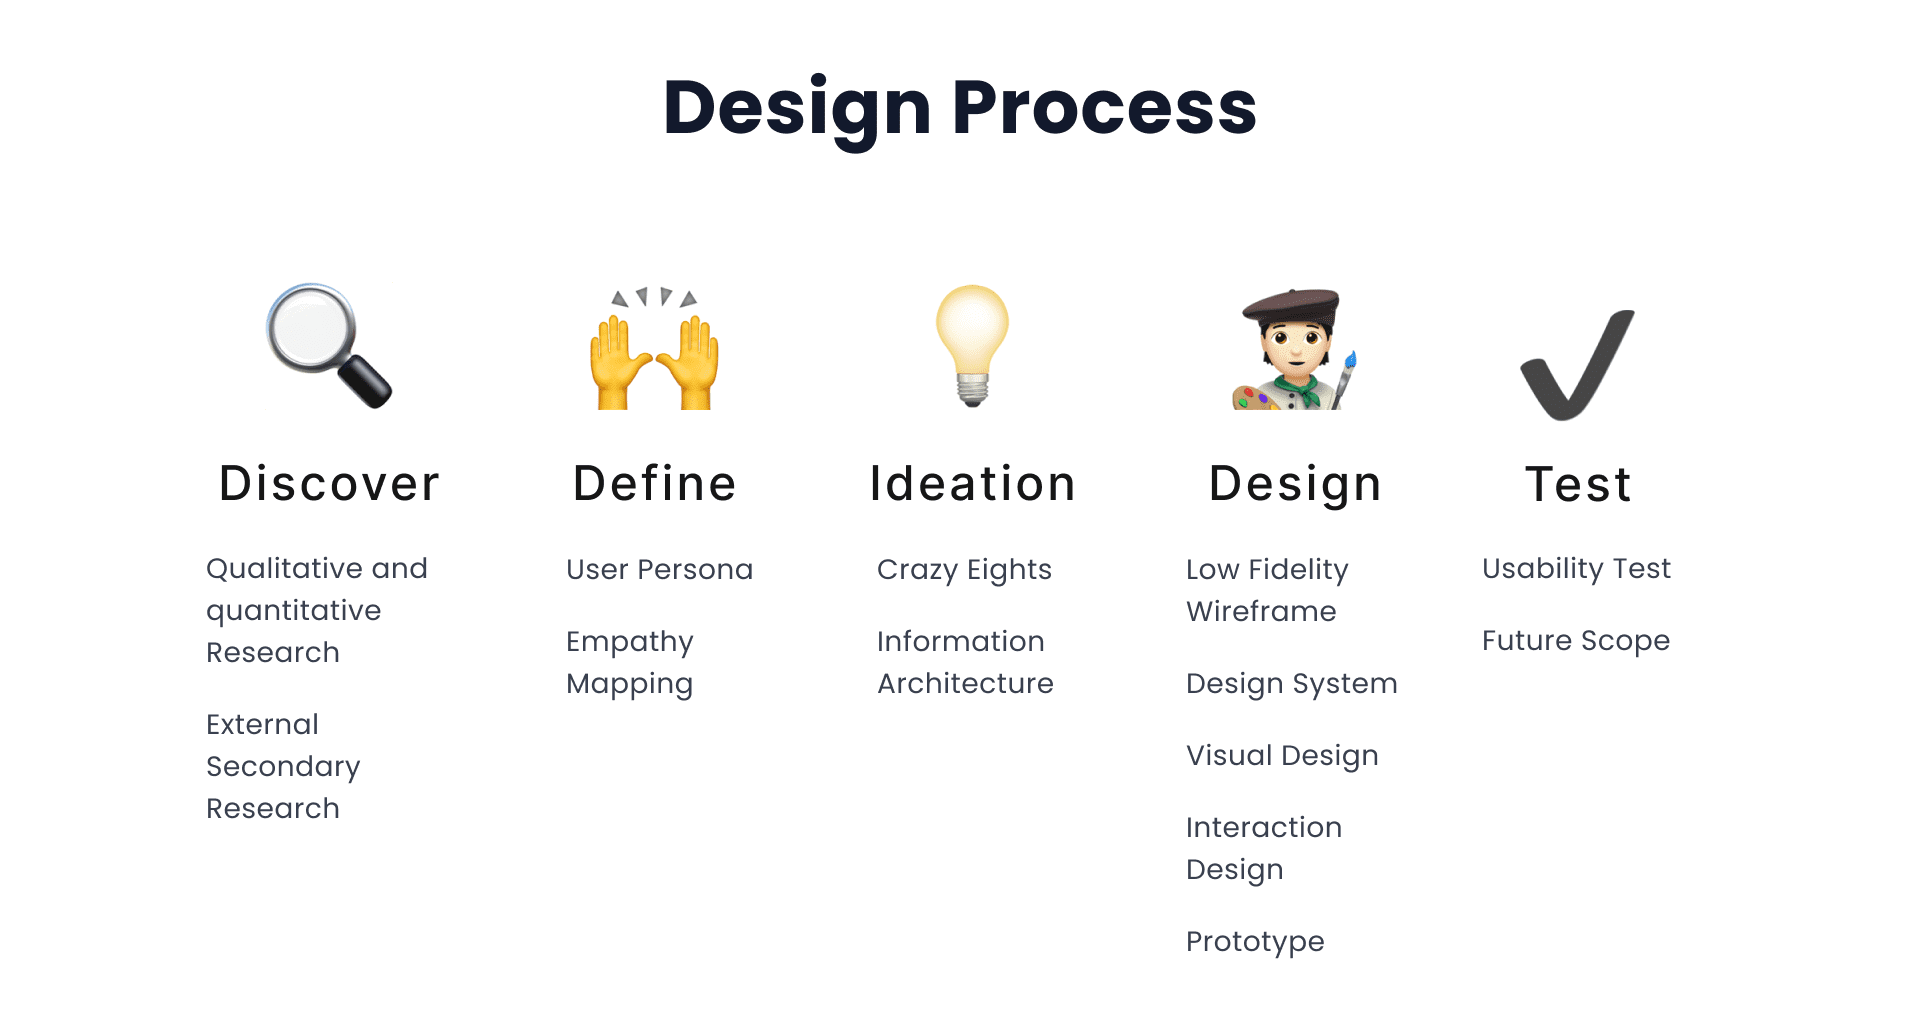 Design Process
Discover
Qualitative and
quantitative
Research
External
Secondary
Research
Define
User Persona
Empathy
Mapping
Ideation
Crazy Eights
Information
Architecture
Design
Low Fidelity
Wireframe
Design System
Visual Design
Interaction
Design
Prototype
Test
Usability Test
Future Scope